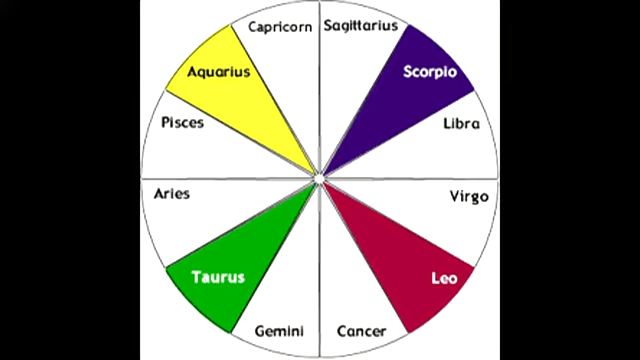 Capricorn
Sagittarius
Aquarius
Scorpio
Pisces
Libra
Aries
Virgo
Taurus
Leo
Gemini
Cancer